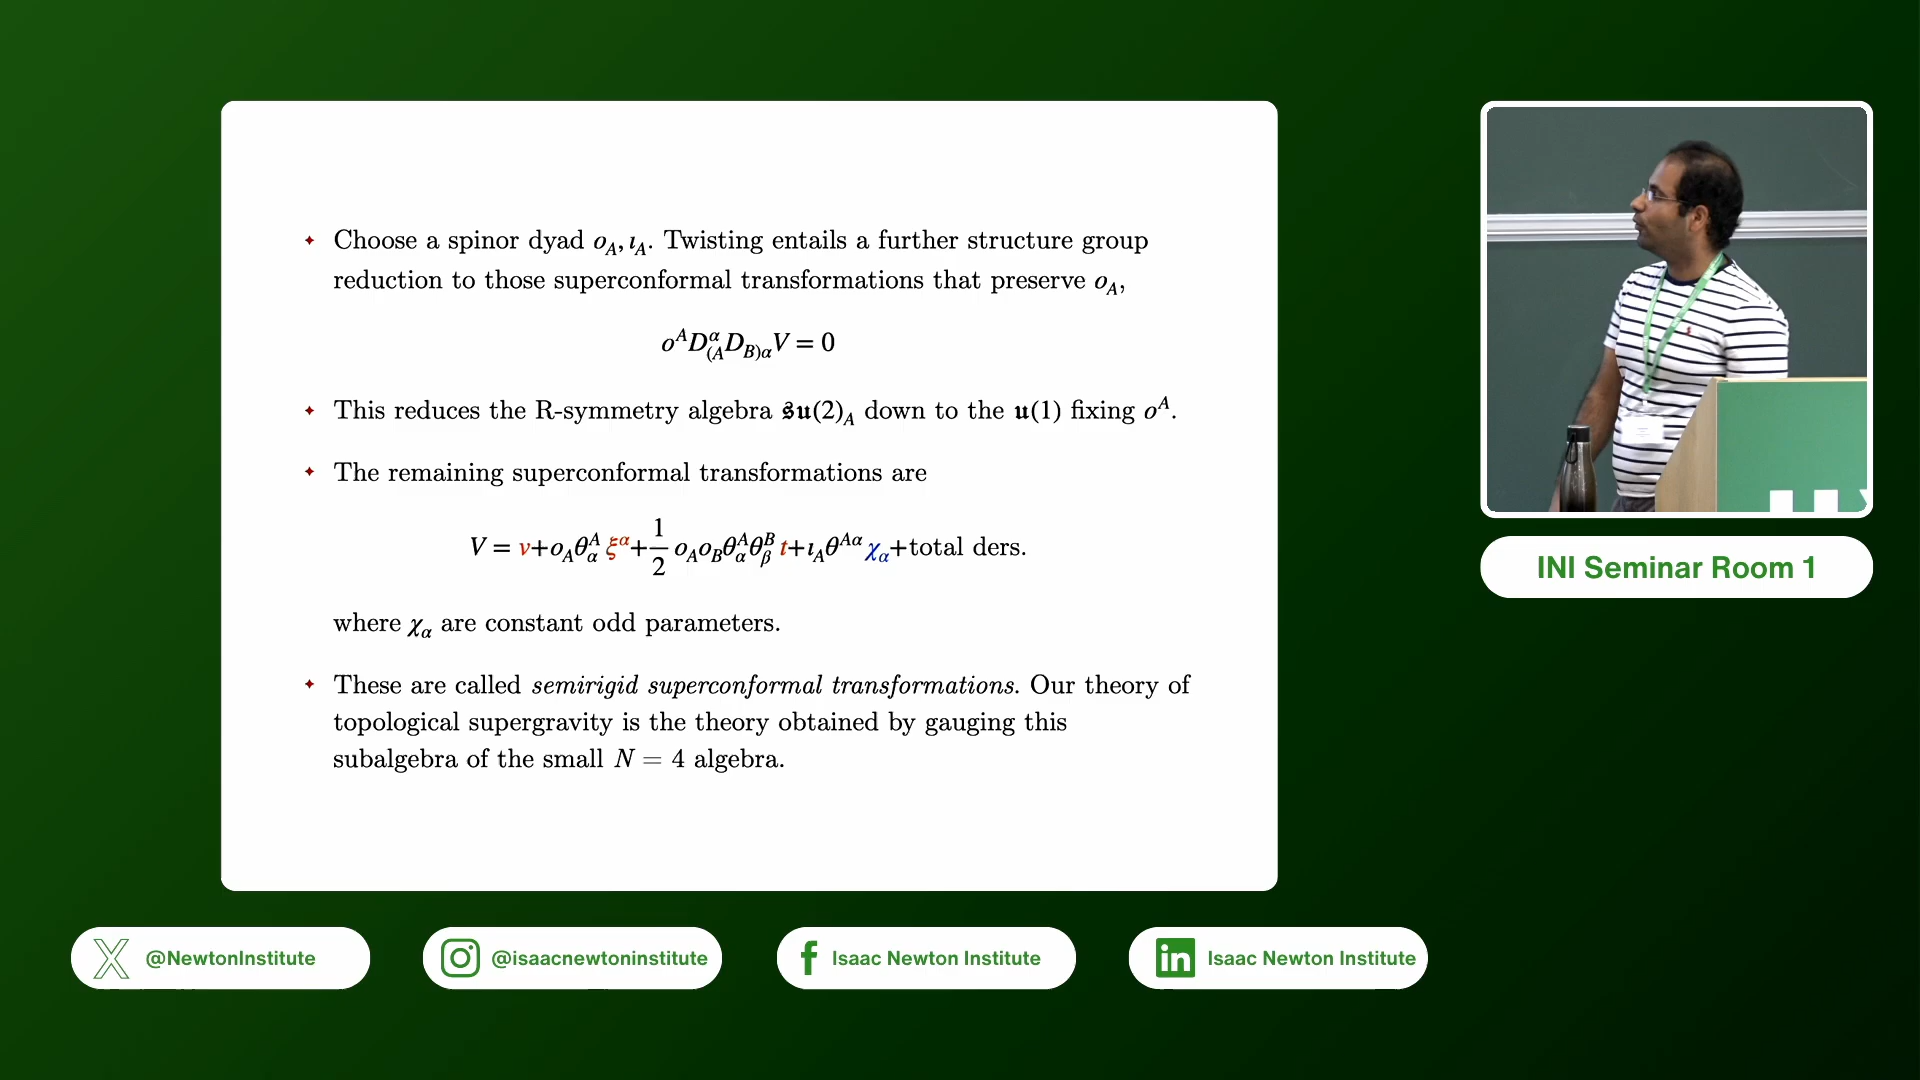 ✦ Choose a spinor dyad o_A, ι_A. Twisting entails a further structure group
reduction to those superconformal transformations that preserve o_A,
o^A D^α_(A D_B)α V = 0
✦ This reduces the R-symmetry algebra 𝔰𝔲(2)_A down to the 𝔲(1) fixing o^A.
✦ The remaining superconformal transformations are
V = v+o_A θ^A_α ξ^α + 1/2 o_A o_B θ^A_α θ^B_β t+ι_A θ^{Aα} χ_α+total ders.
where χ_α are constant odd parameters.
✦ These are called semirigid superconformal transformations. Our theory of
topological supergravity is the theory obtained by gauging this
subalgebra of the small N = 4 algebra.
INI Seminar Room 1
@NewtonInstitute
@isaacnewtoninstitute
Isaac Newton Institute
Isaac Newton Institute